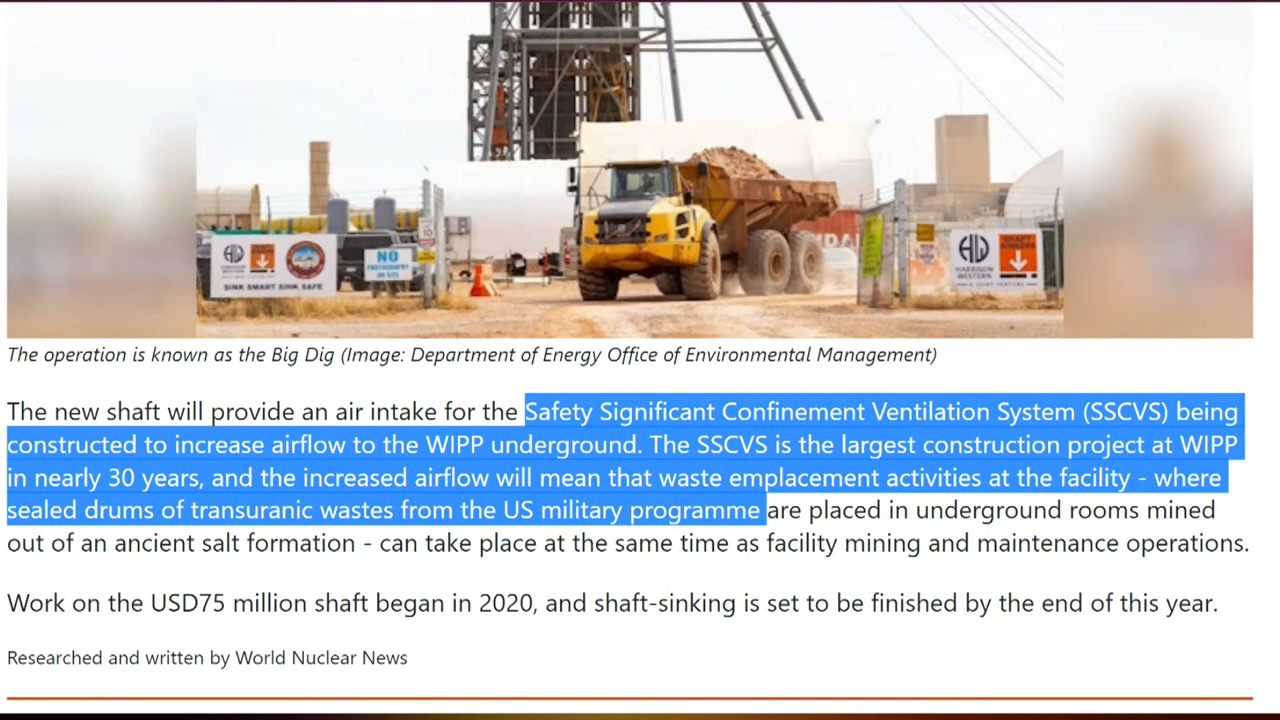 HARRISON
WESTERN
SHAFT
SINKERS
SINK SMART SINK SAFE
NO
PHOTOGRAPHY
ON SITE
10
HARRISON
WESTERN
SHAFT
SINKERS
A JOINT VENTURE
The operation is known as the Big Dig (Image: Department of Energy Office of Environmental Management)
The new shaft will provide an air intake for the Safety Significant Confinement Ventilation System (SSCVS) being
constructed to increase airflow to the WIPP underground. The SSCVS is the largest construction project at WIPP
in nearly 30 years, and the increased airflow will mean that waste emplacement activities at the facility - where
sealed drums of transuranic wastes from the US military programme are placed in underground rooms mined
out of an ancient salt formation - can take place at the same time as facility mining and maintenance operations.
Work on the USD75 million shaft began in 2020, and shaft-sinking is set to be finished by the end of this year.
Researched and written by World Nuclear News